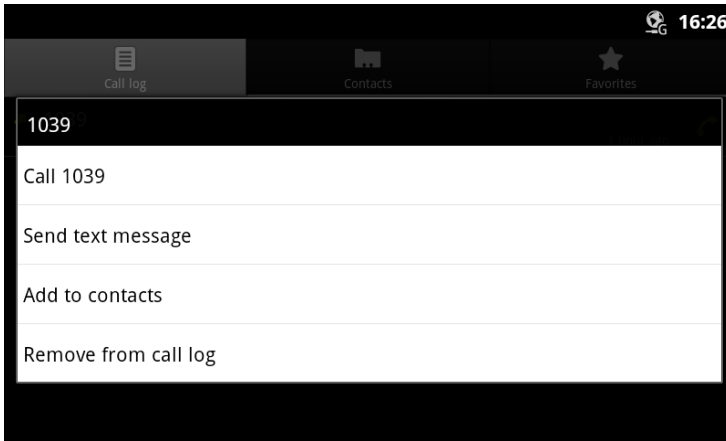 G 16:26
Call log Contacts Favorites
1039
Call 1039
Send text message
Add to contacts
Remove from call log